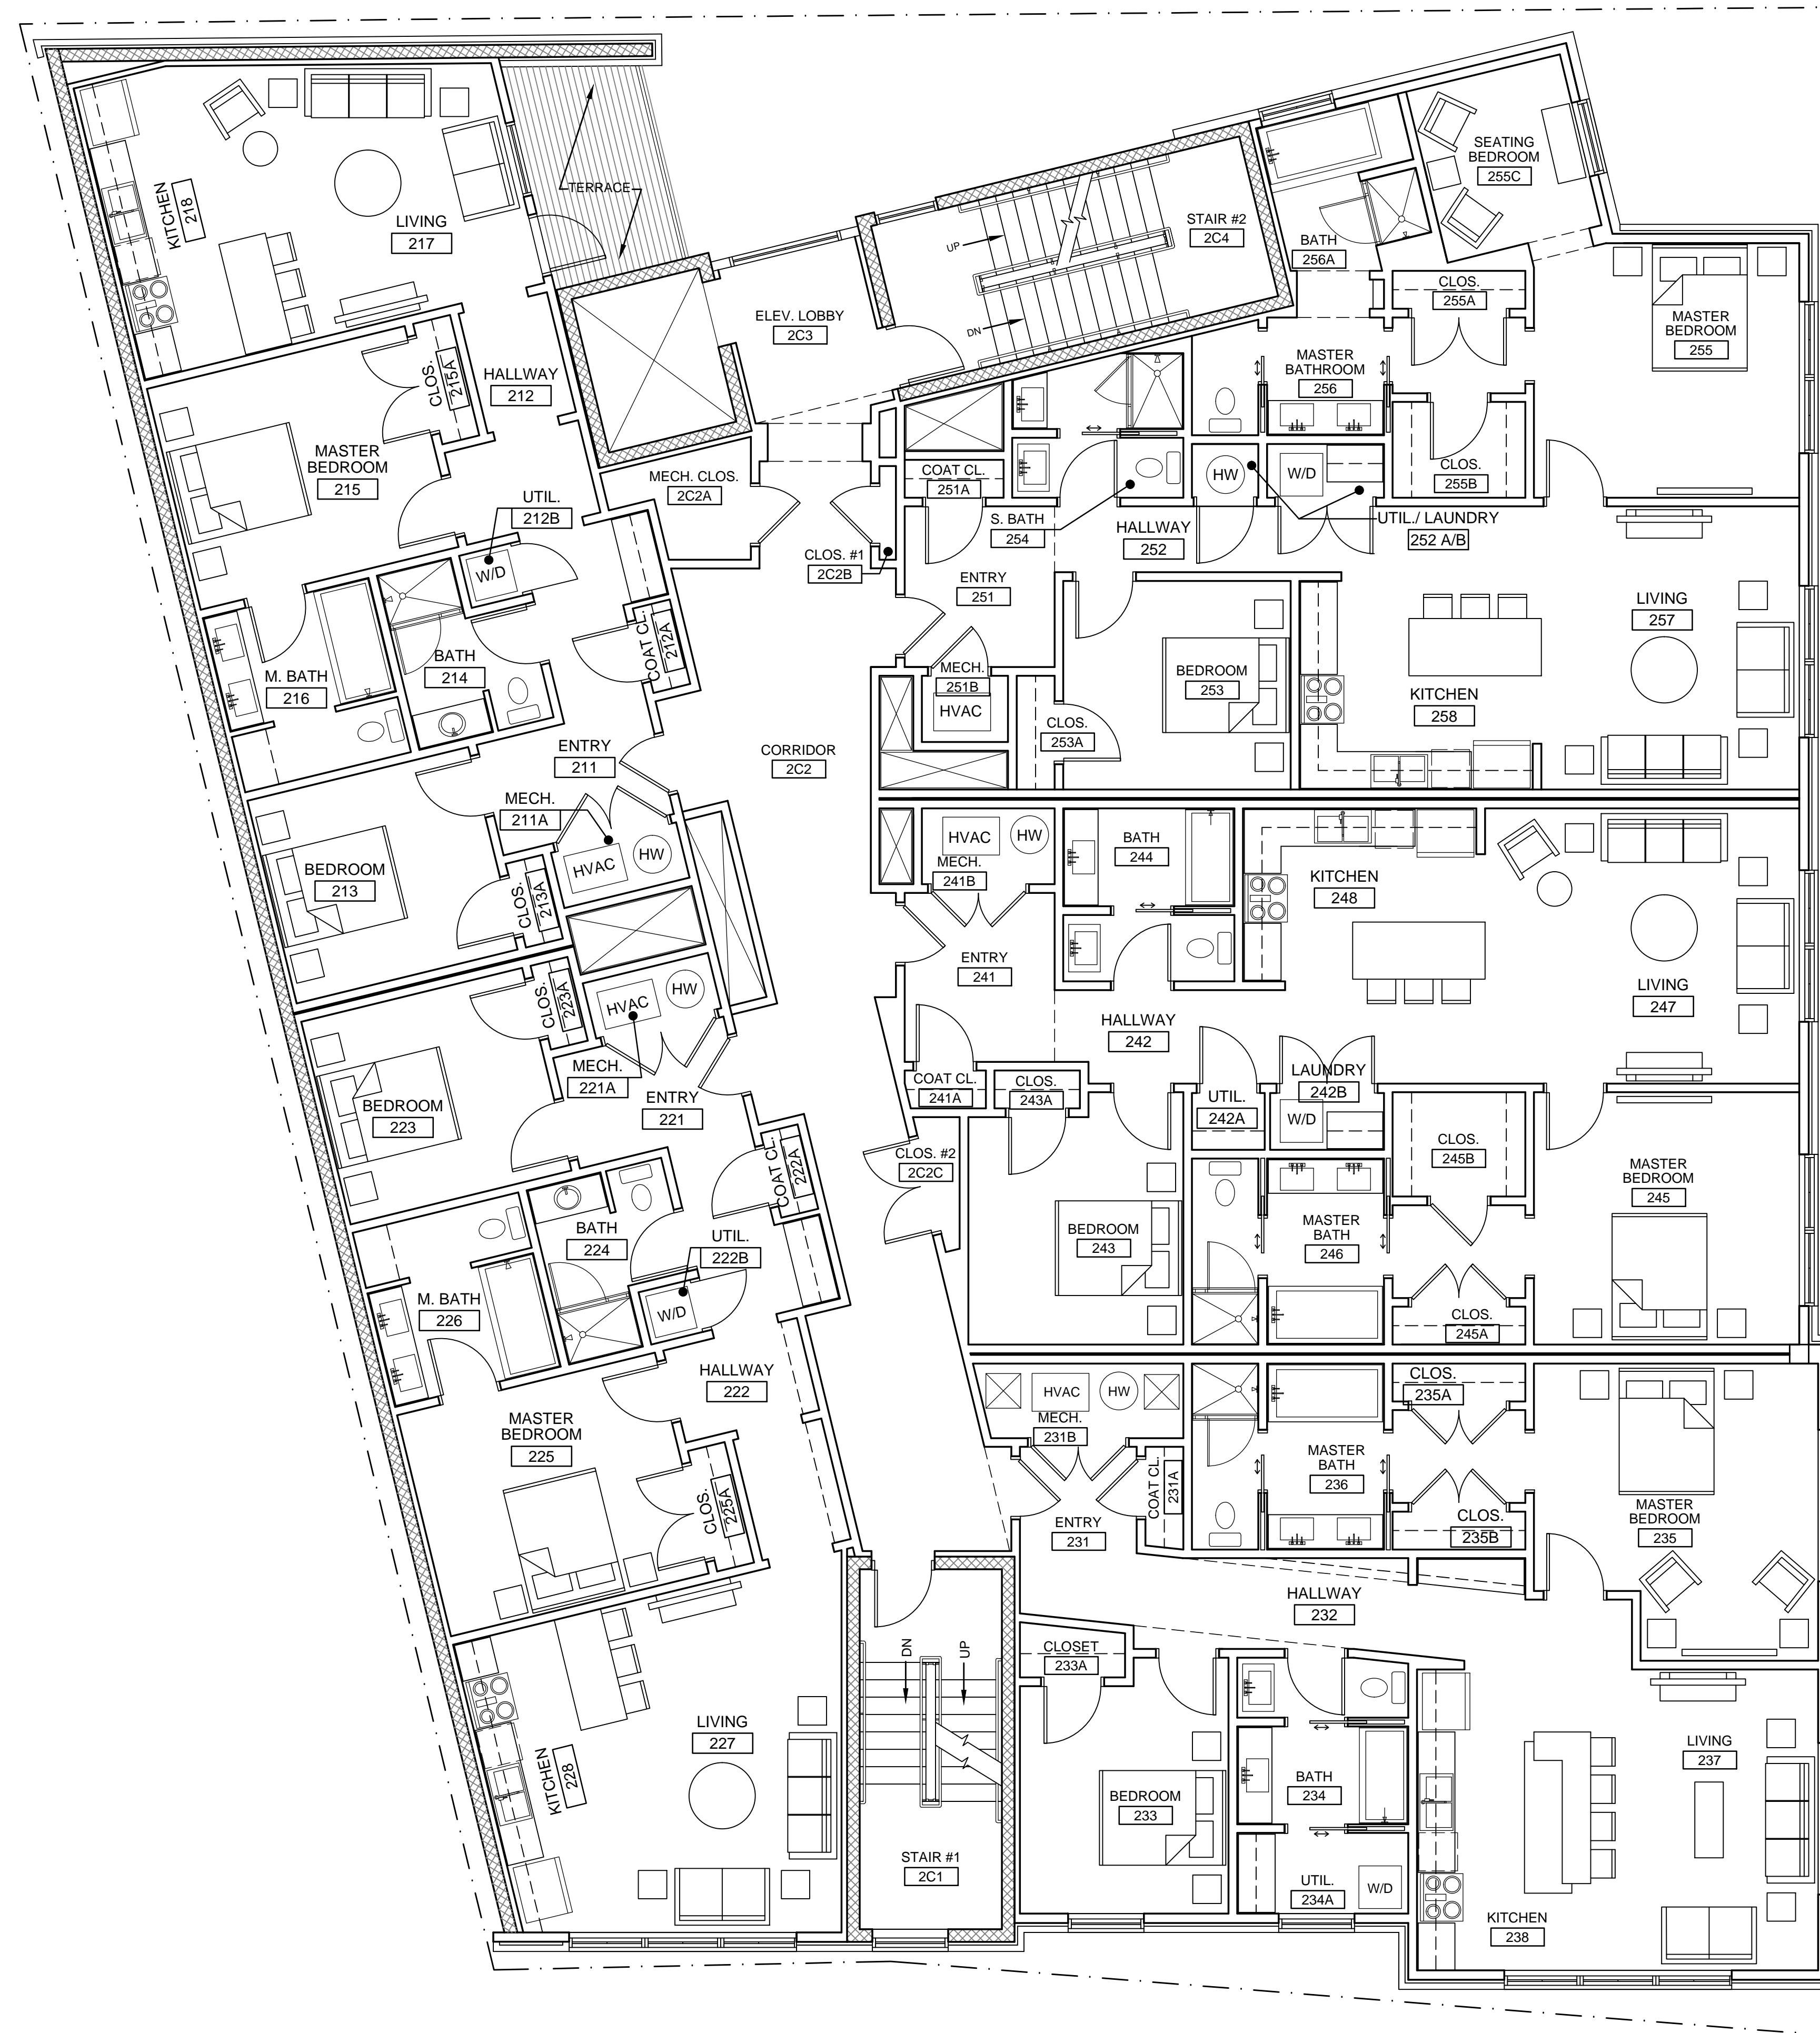 TERRACE
KITCHEN
218
LIVING
217
CLOS.
215A
HALLWAY
212
MASTER
BEDROOM
215
UTIL.
212B
W/D
M. BATH
216
BATH
214
COAT CL.
212A
ENTRY
211
MECH.
211A
HVAC
HW
BEDROOM
213
CLOS.
213A
CLOS.
223A
HVAC
HW
MECH.
221A
BEDROOM
223
ENTRY
221
COAT CL.
222A
BATH
224
UTIL.
222B
W/D
M. BATH
226
HALLWAY
222
MASTER
BEDROOM
225
CLOS.
225A
LIVING
227
KITCHEN
228
ELEV. LOBBY
2C3
UP
DN
STAIR #2
2C4
MECH. CLOS.
2C2A
CLOS. #1
2C2B
CORRIDOR
2C2
CLOS. #2
2C2C
DN
UP
STAIR #1
2C1
SEATING
BEDROOM
255C
BATH
256A
CLOS.
255A
MASTER
BEDROOM
255
MASTER
BATHROOM
256
CLOS.
255B
COAT CL.
251A
HW
W/D
S. BATH
254
HALLWAY
252
UTIL./ LAUNDRY
252 A/B
ENTRY
251
MECH.
251B
HVAC
BEDROOM
253
CLOS.
253A
LIVING
257
KITCHEN
258
HVAC
HW
MECH.
241B
BATH
244
KITCHEN
248
ENTRY
241
LIVING
247
HALLWAY
242
COAT CL.
241A
CLOS.
243A
UTIL.
242A
LAUNDRY
242B
W/D
CLOS.
245B
MASTER
BEDROOM
245
BEDROOM
243
MASTER
BATH
246
CLOS.
245A
HVAC
HW
MECH.
231B
CLOS.
235A
COAT CL.
231A
MASTER
BATH
236
ENTRY
231
CLOS.
235B
MASTER
BEDROOM
235
HALLWAY
232
CLOSET
233A
BEDROOM
233
BATH
234
UTIL.
234A
W/D
LIVING
237
KITCHEN
238